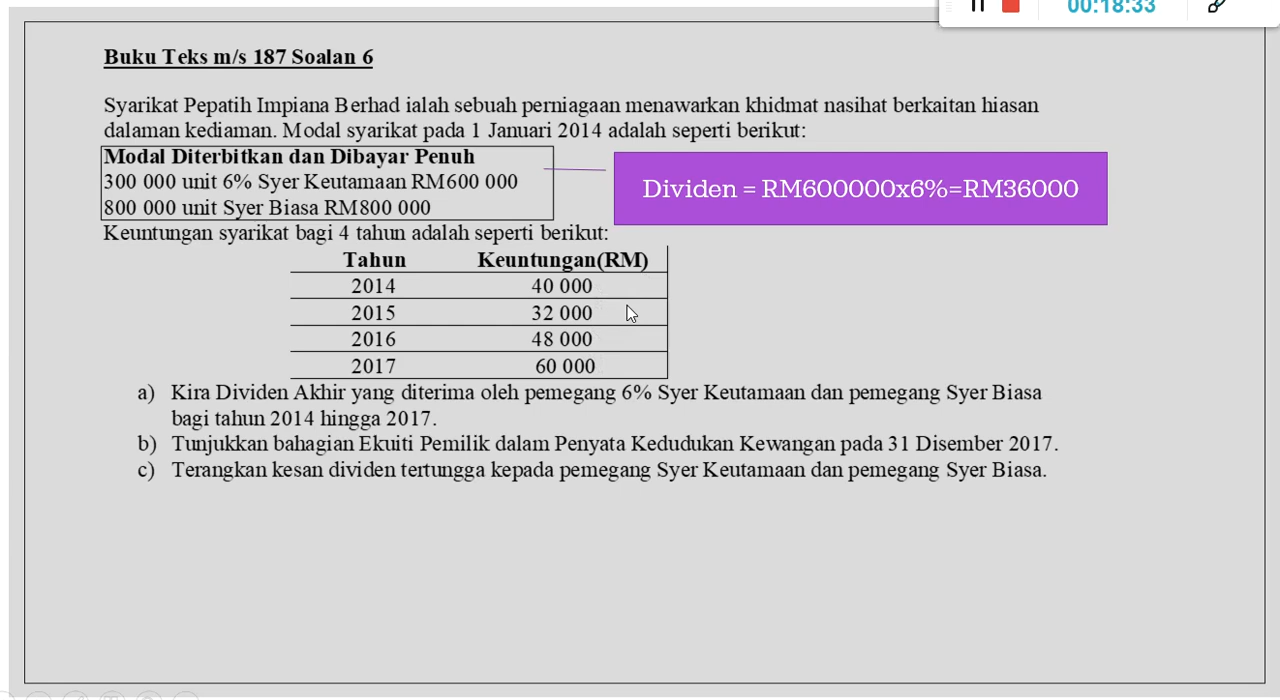 00:18:33
Buku Teks m/s 187 Soalan 6
Syarikat Pepatih Impiana Berhad ialah sebuah perniagaan menawarkan khidmat nasihat berkaitan hiasan
dalaman kediaman. Modal syarikat pada 1 Januari 2014 adalah seperti berikut:
Modal Diterbitkan dan Dibayar Penuh
300 000 unit 6% Syer Keutamaan RM600 000
800 000 unit Syer Biasa RM800 000
Dividen = RM600000x6%=RM36000
Keuntungan syarikat bagi 4 tahun adalah seperti berikut:
Tahun Keuntungan(RM)
2014 40 000
2015 32 000
2016 48 000
2017 60 000
a) Kira Dividen Akhir yang diterima oleh pemegang 6% Syer Keutamaan dan pemegang Syer Biasa
bagi tahun 2014 hingga 2017.
b) Tunjukkan bahagian Ekuiti Pemilik dalam Penyata Kedudukan Kewangan pada 31 Disember 2017.
c) Terangkan kesan dividen tertungga kepada pemegang Syer Keutamaan dan pemegang Syer Biasa.